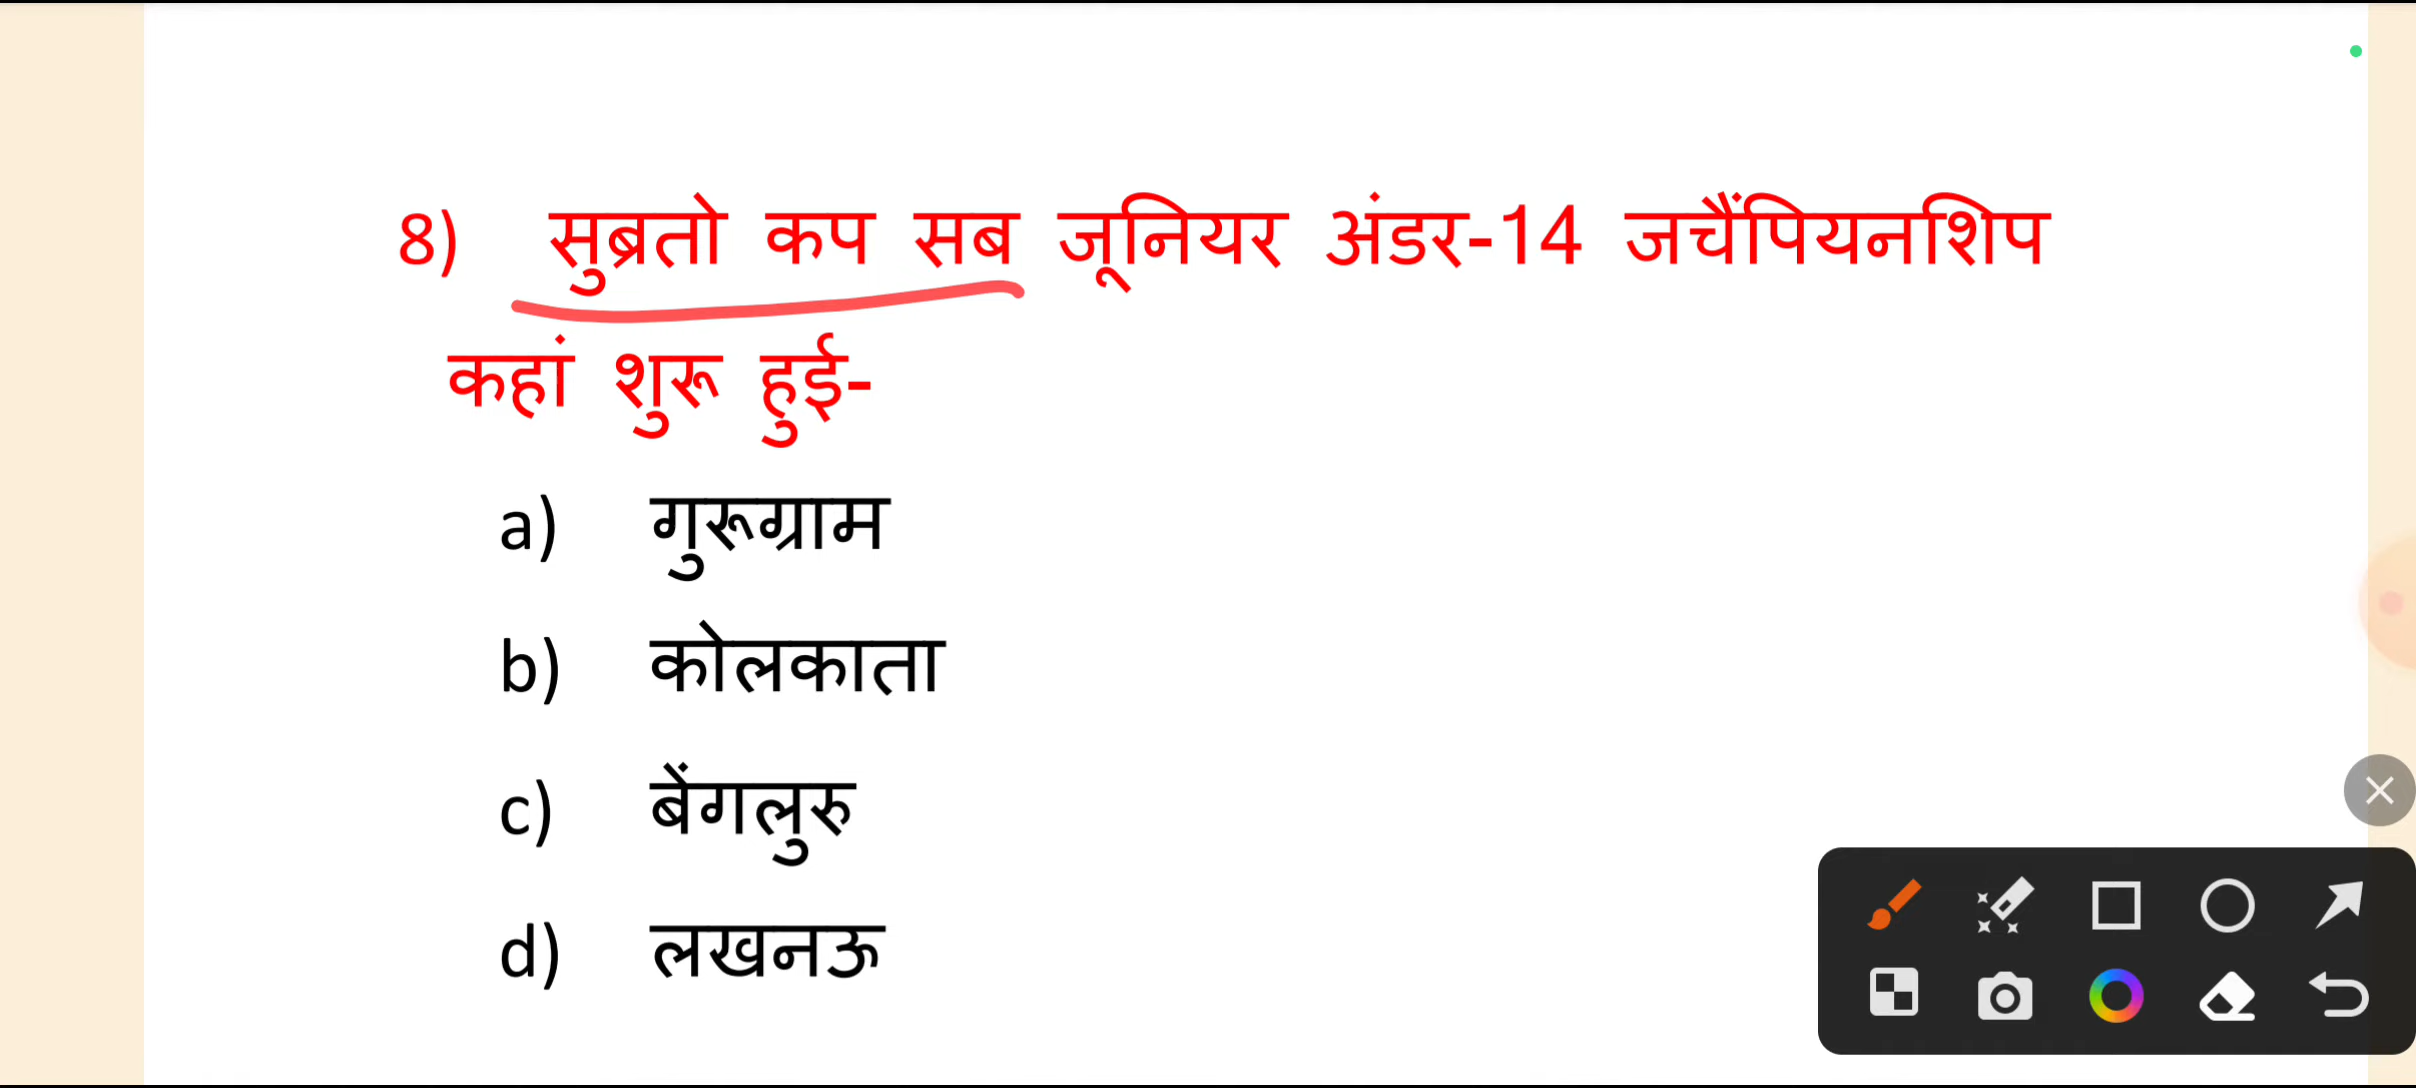 8) सुब्रतो कप सब जूनियर अंडर-14 जचैंपियनशिप
कहां शुरू हुई-
a) गुरूग्राम
b) कोलकाता
c) बेंगलुरु
d) लखनऊ